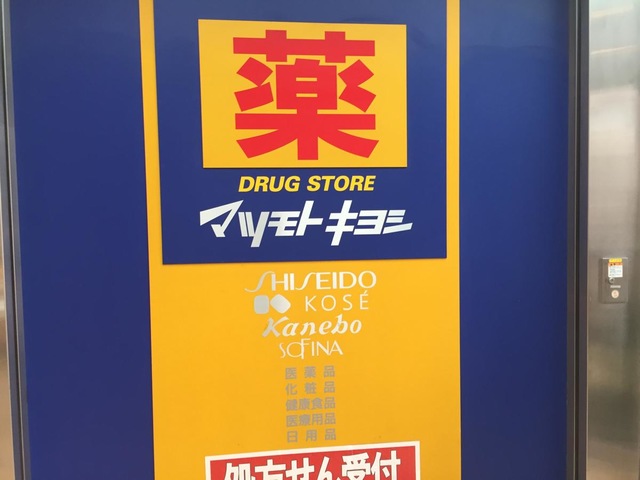 薬
DRUG STORE
マツモトキヨシ
SHISEIDO
KOSÉ
Kanebo
SOFINA
医薬品
化粧品
健康食品
医療用品
日用品
処方せん受付